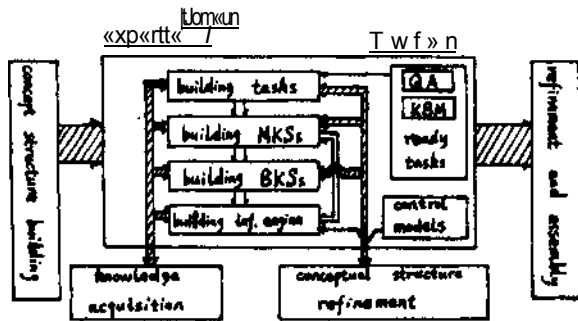 concept structure building
building tasks
building MKSs
building BKSs
building inf. engine
QA
KBM
ready
tasks
control
models
refinement and assembly
knowledge
acquisition
conceptual structure
refinement